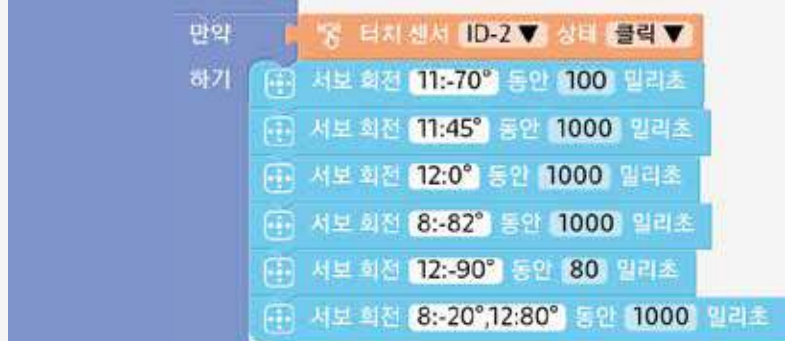 만약 터치 센서 ID-2 ▼ 상태 클릭 ▼
하기 서보 회전 11:-70° 동안 100 밀리초
서보 회전 11:45° 동안 1000 밀리초
서보 회전 12:0° 동안 1000 밀리초
서보 회전 8:-82° 동안 1000 밀리초
서보 회전 12:-90° 동안 80 밀리초
서보 회전 8:-20°,12:80° 동안 1000 밀리초